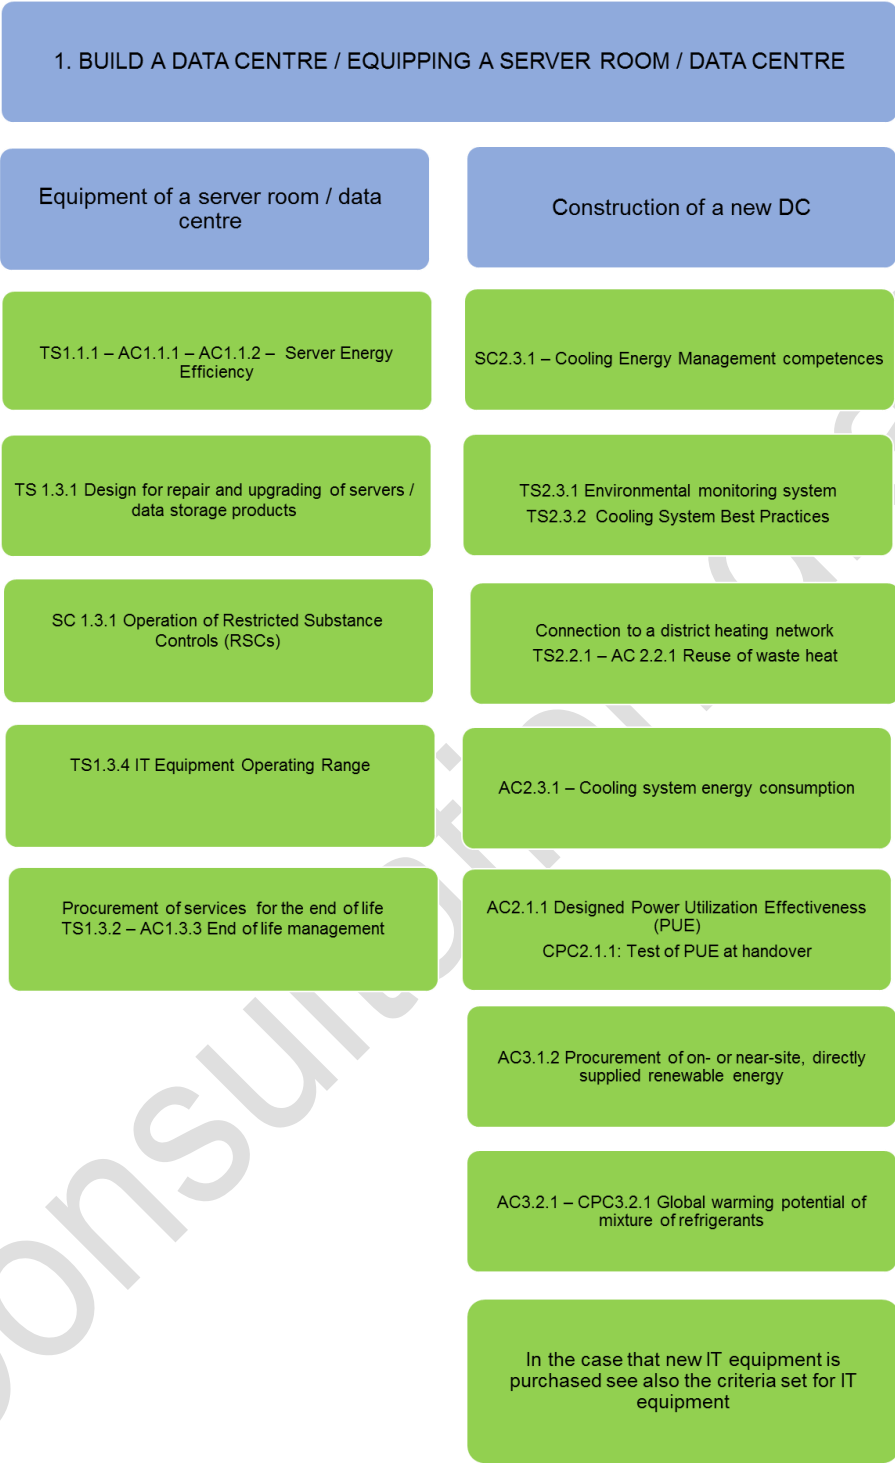 1. BUILD A DATA CENTRE / EQUIPPING A SERVER ROOM / DATA CENTRE
Equipment of a server room / data
centre
TS1.1.1 – AC1.1.1 – AC1.1.2 – Server Energy
Efficiency
TS 1.3.1 Design for repair and upgrading of servers /
data storage products
SC 1.3.1 Operation of Restricted Substance
Controls (RSCs)
TS1.3.4 IT Equipment Operating Range
Procurement of services for the end of life
TS1.3.2 – AC1.3.3 End of life management
Construction of a new DC
SC2.3.1 – Cooling Energy Management competences
TS2.3.1 Environmental monitoring system
TS2.3.2 Cooling System Best Practices
Connection to a district heating network
TS2.2.1 – AC 2.2.1 Reuse of waste heat
AC2.3.1 – Cooling system energy consumption
AC2.1.1 Designed Power Utilization Effectiveness
(PUE)
CPC2.1.1: Test of PUE at handover
AC3.1.2 Procurement of on- or near-site, directly
supplied renewable energy
AC3.2.1 – CPC3.2.1 Global warming potential of
mixture of refrigerants
In the case that new IT equipment is
purchased see also the criteria set for IT
equipment